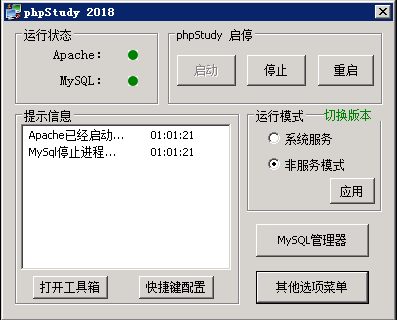 phpStudy 2018
运行状态
Apache:
MySQL:
phpStudy 启停
启动 停止 重启
提示信息
Apache已经启动... 01:01:21
MySql停止进程... 01:01:21
打开工具箱 快捷键配置
运行模式 切换版本
系统服务
非服务模式
应用
MySQL管理器
其他选项菜单